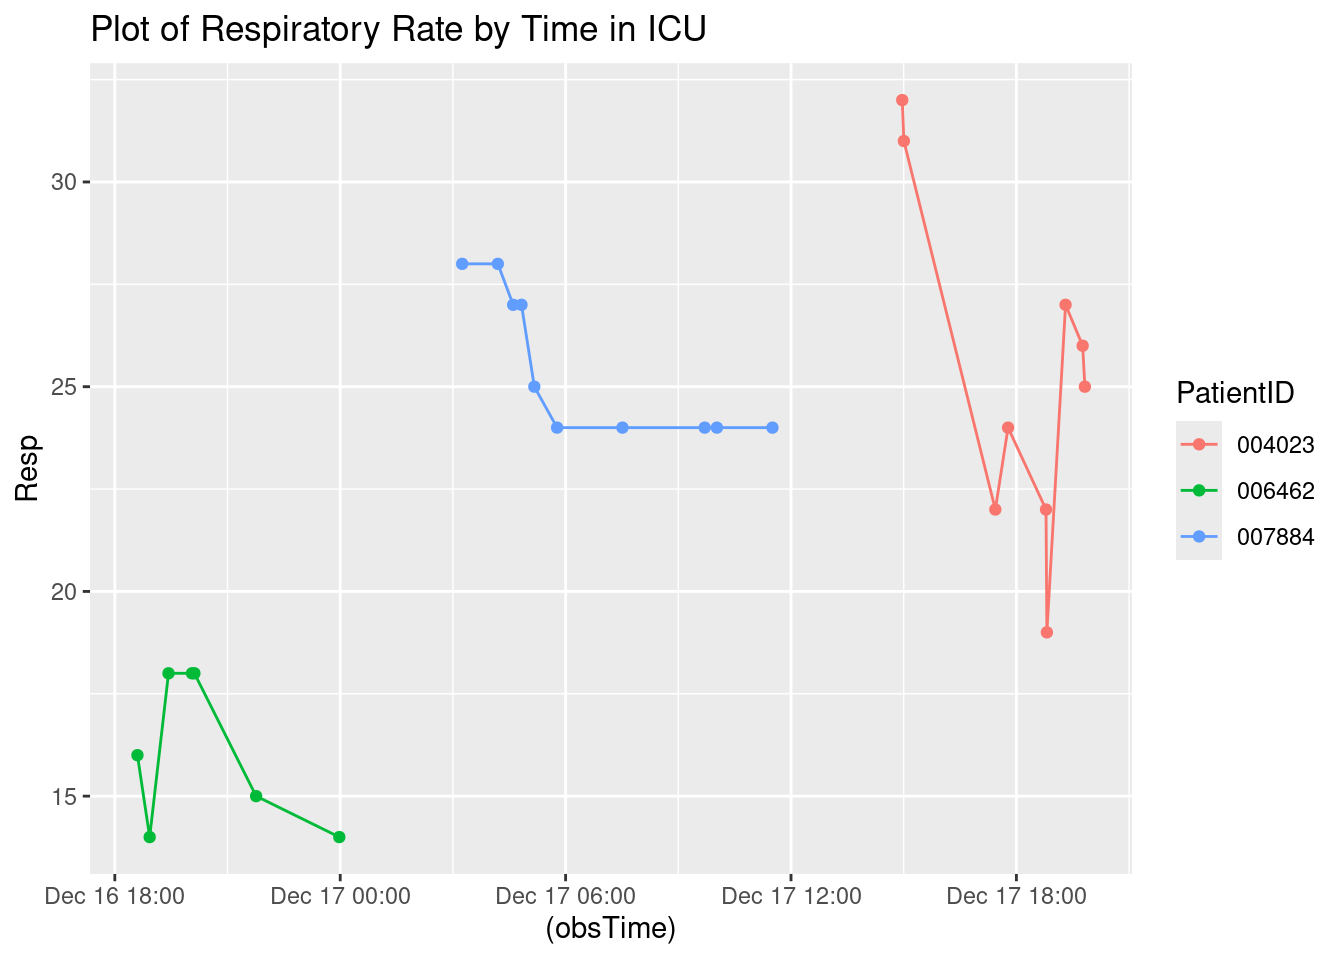 Plot of Respiratory Rate by Time in ICU
Resp
30
25
20
15
Dec 16 18:00
Dec 17 00:00
Dec 17 06:00
Dec 17 12:00
Dec 17 18:00
(obsTime)
PatientID
004023
006462
007884